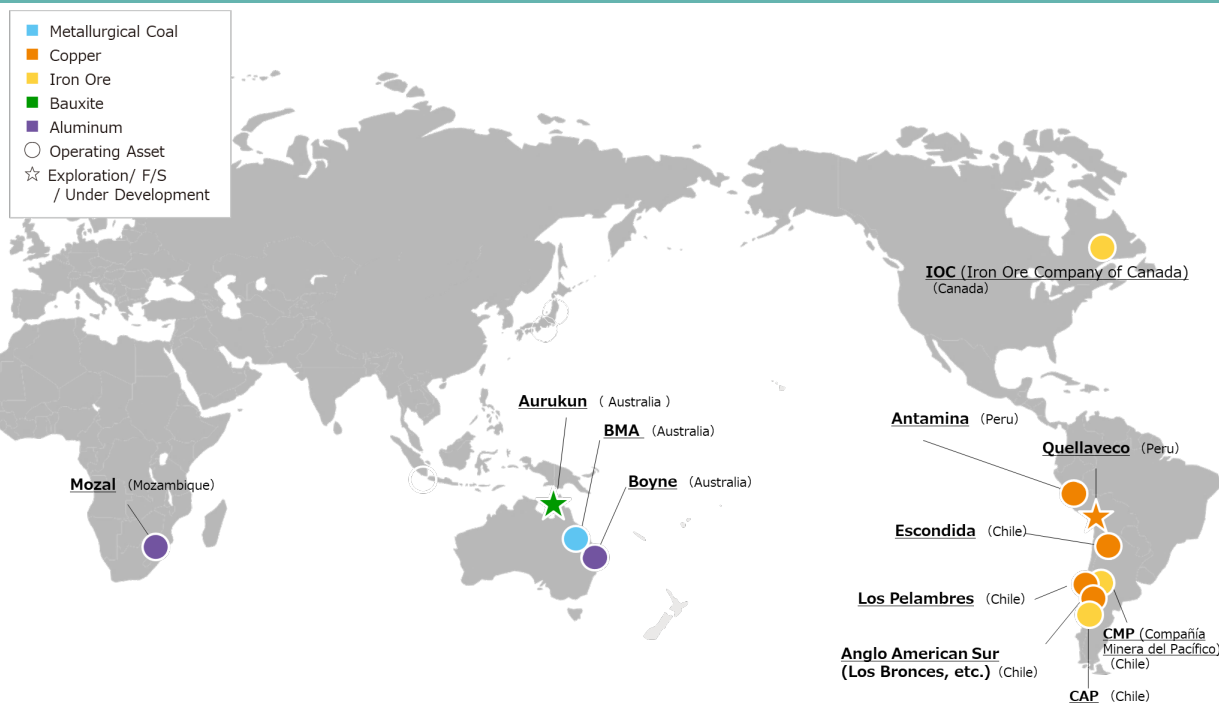 Metallurgical Coal
Copper
Iron Ore
Bauxite
Aluminum
Operating Asset
Exploration/ F/S
/ Under Development
IOC (Iron Ore Company of Canada)
(Canada)
Aurukun ( Australia )
BMA (Australia)
Boyne (Australia)
Mozal (Mozambique)
Antamina (Peru)
Quellaveco (Peru)
Escondida (Chile)
Los Pelambres (Chile)
Anglo American Sur
(Los Bronces, etc.) (Chile)
CMP (Compañía
Minera del Pacífico)
(Chile)
CAP (Chile)